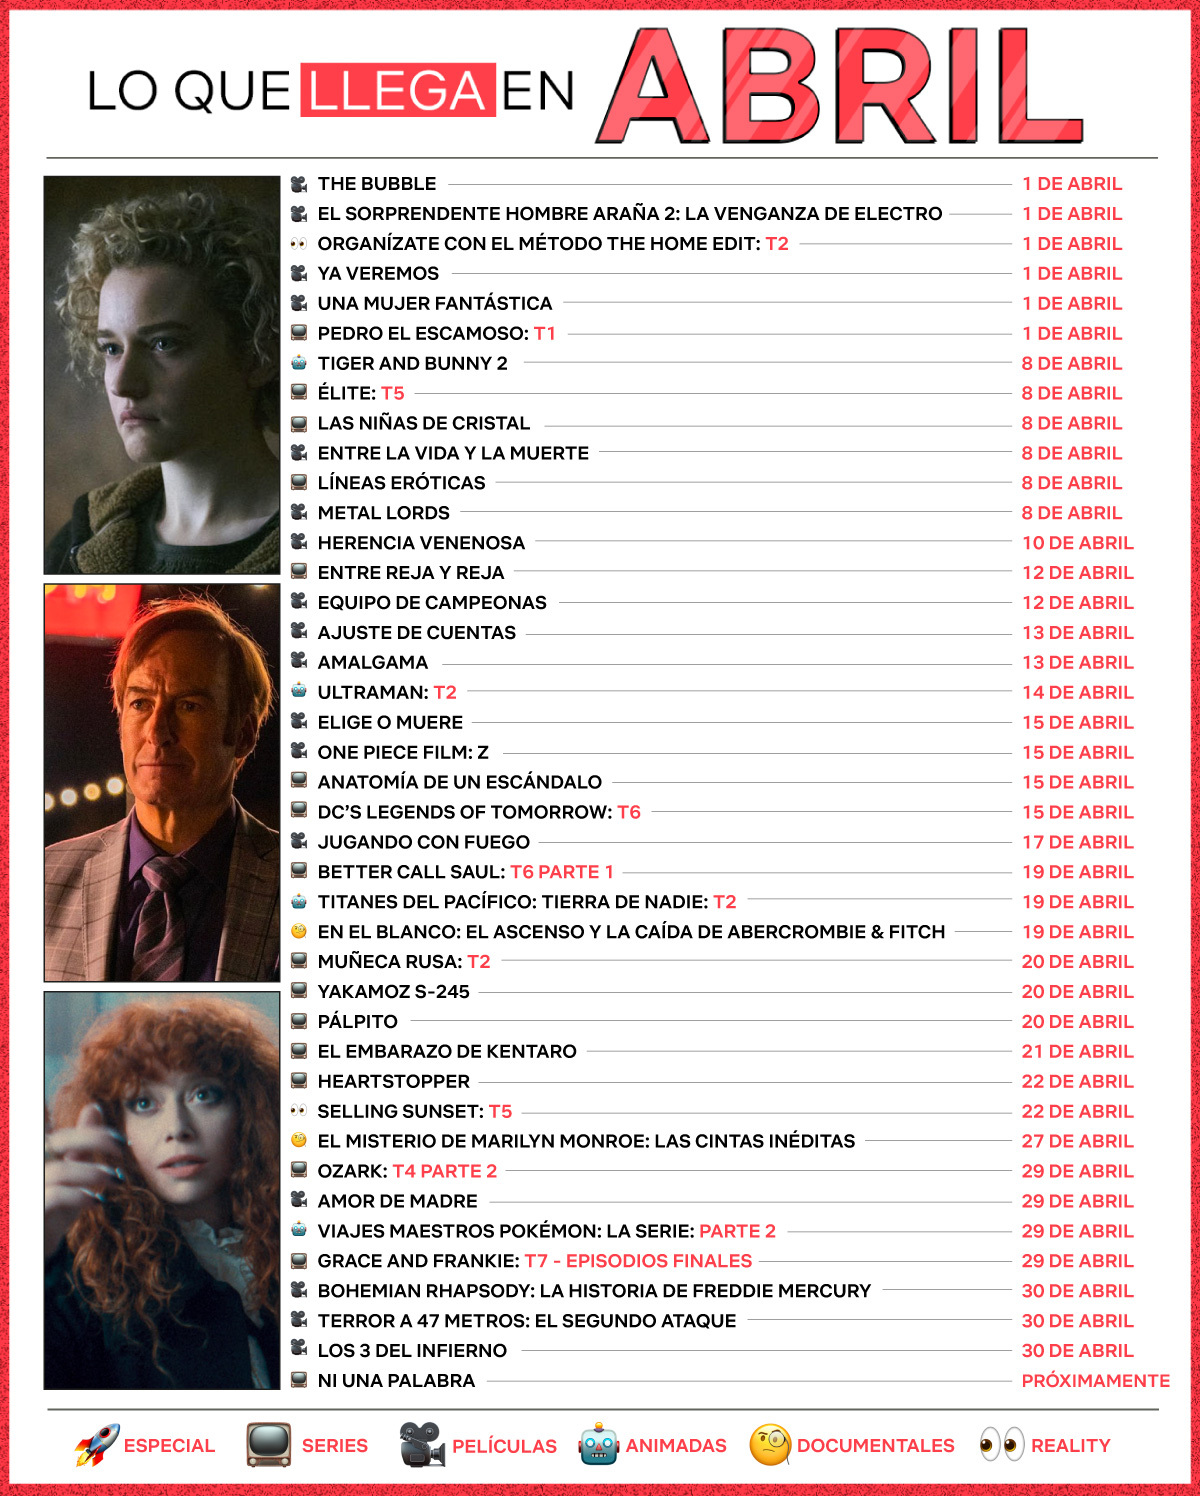 LO QUE LLEGA EN ABRIL
THE BUBBLE 1 DE ABRIL
EL SORPRENDENTE HOMBRE ARAÑA 2: LA VENGANZA DE ELECTRO 1 DE ABRIL
ORGANÍZATE CON EL MÉTODO THE HOME EDIT: T2 1 DE ABRIL
YA VEREMOS 1 DE ABRIL
UNA MUJER FANTÁSTICA 1 DE ABRIL
PEDRO EL ESCAMOSO: T1 1 DE ABRIL
TIGER AND BUNNY 2 8 DE ABRIL
ÉLITE: T5 8 DE ABRIL
LAS NIÑAS DE CRISTAL 8 DE ABRIL
ENTRE LA VIDA Y LA MUERTE 8 DE ABRIL
LÍNEAS ERÓTICAS 8 DE ABRIL
METAL LORDS 8 DE ABRIL
HERENCIA VENENOSA 10 DE ABRIL
ENTRE REJA Y REJA 12 DE ABRIL
EQUIPO DE CAMPEONAS 12 DE ABRIL
AJUSTE DE CUENTAS 13 DE ABRIL
AMALGAMA 13 DE ABRIL
ULTRAMAN: T2 14 DE ABRIL
ELIGE O MUERE 15 DE ABRIL
ONE PIECE FILM: Z 15 DE ABRIL
ANATOMÍA DE UN ESCÁNDALO 15 DE ABRIL
DC'S LEGENDS OF TOMORROW: T6 15 DE ABRIL
JUGANDO CON FUEGO 17 DE ABRIL
BETTER CALL SAUL: T6 PARTE 1 19 DE ABRIL
TITANES DEL PACÍFICO: TIERRA DE NADIE: T2 19 DE ABRIL
EN EL BLANCO: EL ASCENSO Y LA CAÍDA DE ABERCROMBIE & FITCH 19 DE ABRIL
MUÑECA RUSA: T2 20 DE ABRIL
YAKAMOZ S-245 20 DE ABRIL
PÁLPITO 20 DE ABRIL
EL EMBARAZO DE KENTARO 21 DE ABRIL
HEARTSTOPPER 22 DE ABRIL
SELLING SUNSET: T5 22 DE ABRIL
EL MISTERIO DE MARILYN MONROE: LAS CINTAS INÉDITAS 27 DE ABRIL
OZARK: T4 PARTE 2 29 DE ABRIL
AMOR DE MADRE 29 DE ABRIL
VIAJES MAESTROS POKÉMON: LA SERIE: PARTE 2 29 DE ABRIL
GRACE AND FRANKIE: T7 - EPISODIOS FINALES 29 DE ABRIL
BOHEMIAN RHAPSODY: LA HISTORIA DE FREDDIE MERCURY 30 DE ABRIL
TERROR A 47 METROS: EL SEGUNDO ATAQUE 30 DE ABRIL
LOS 3 DEL INFIERNO 30 DE ABRIL
NI UNA PALABRA PRÓXIMAMENTE
ESPECIAL SERIES PELÍCULAS ANIMADAS DOCUMENTALES REALITY